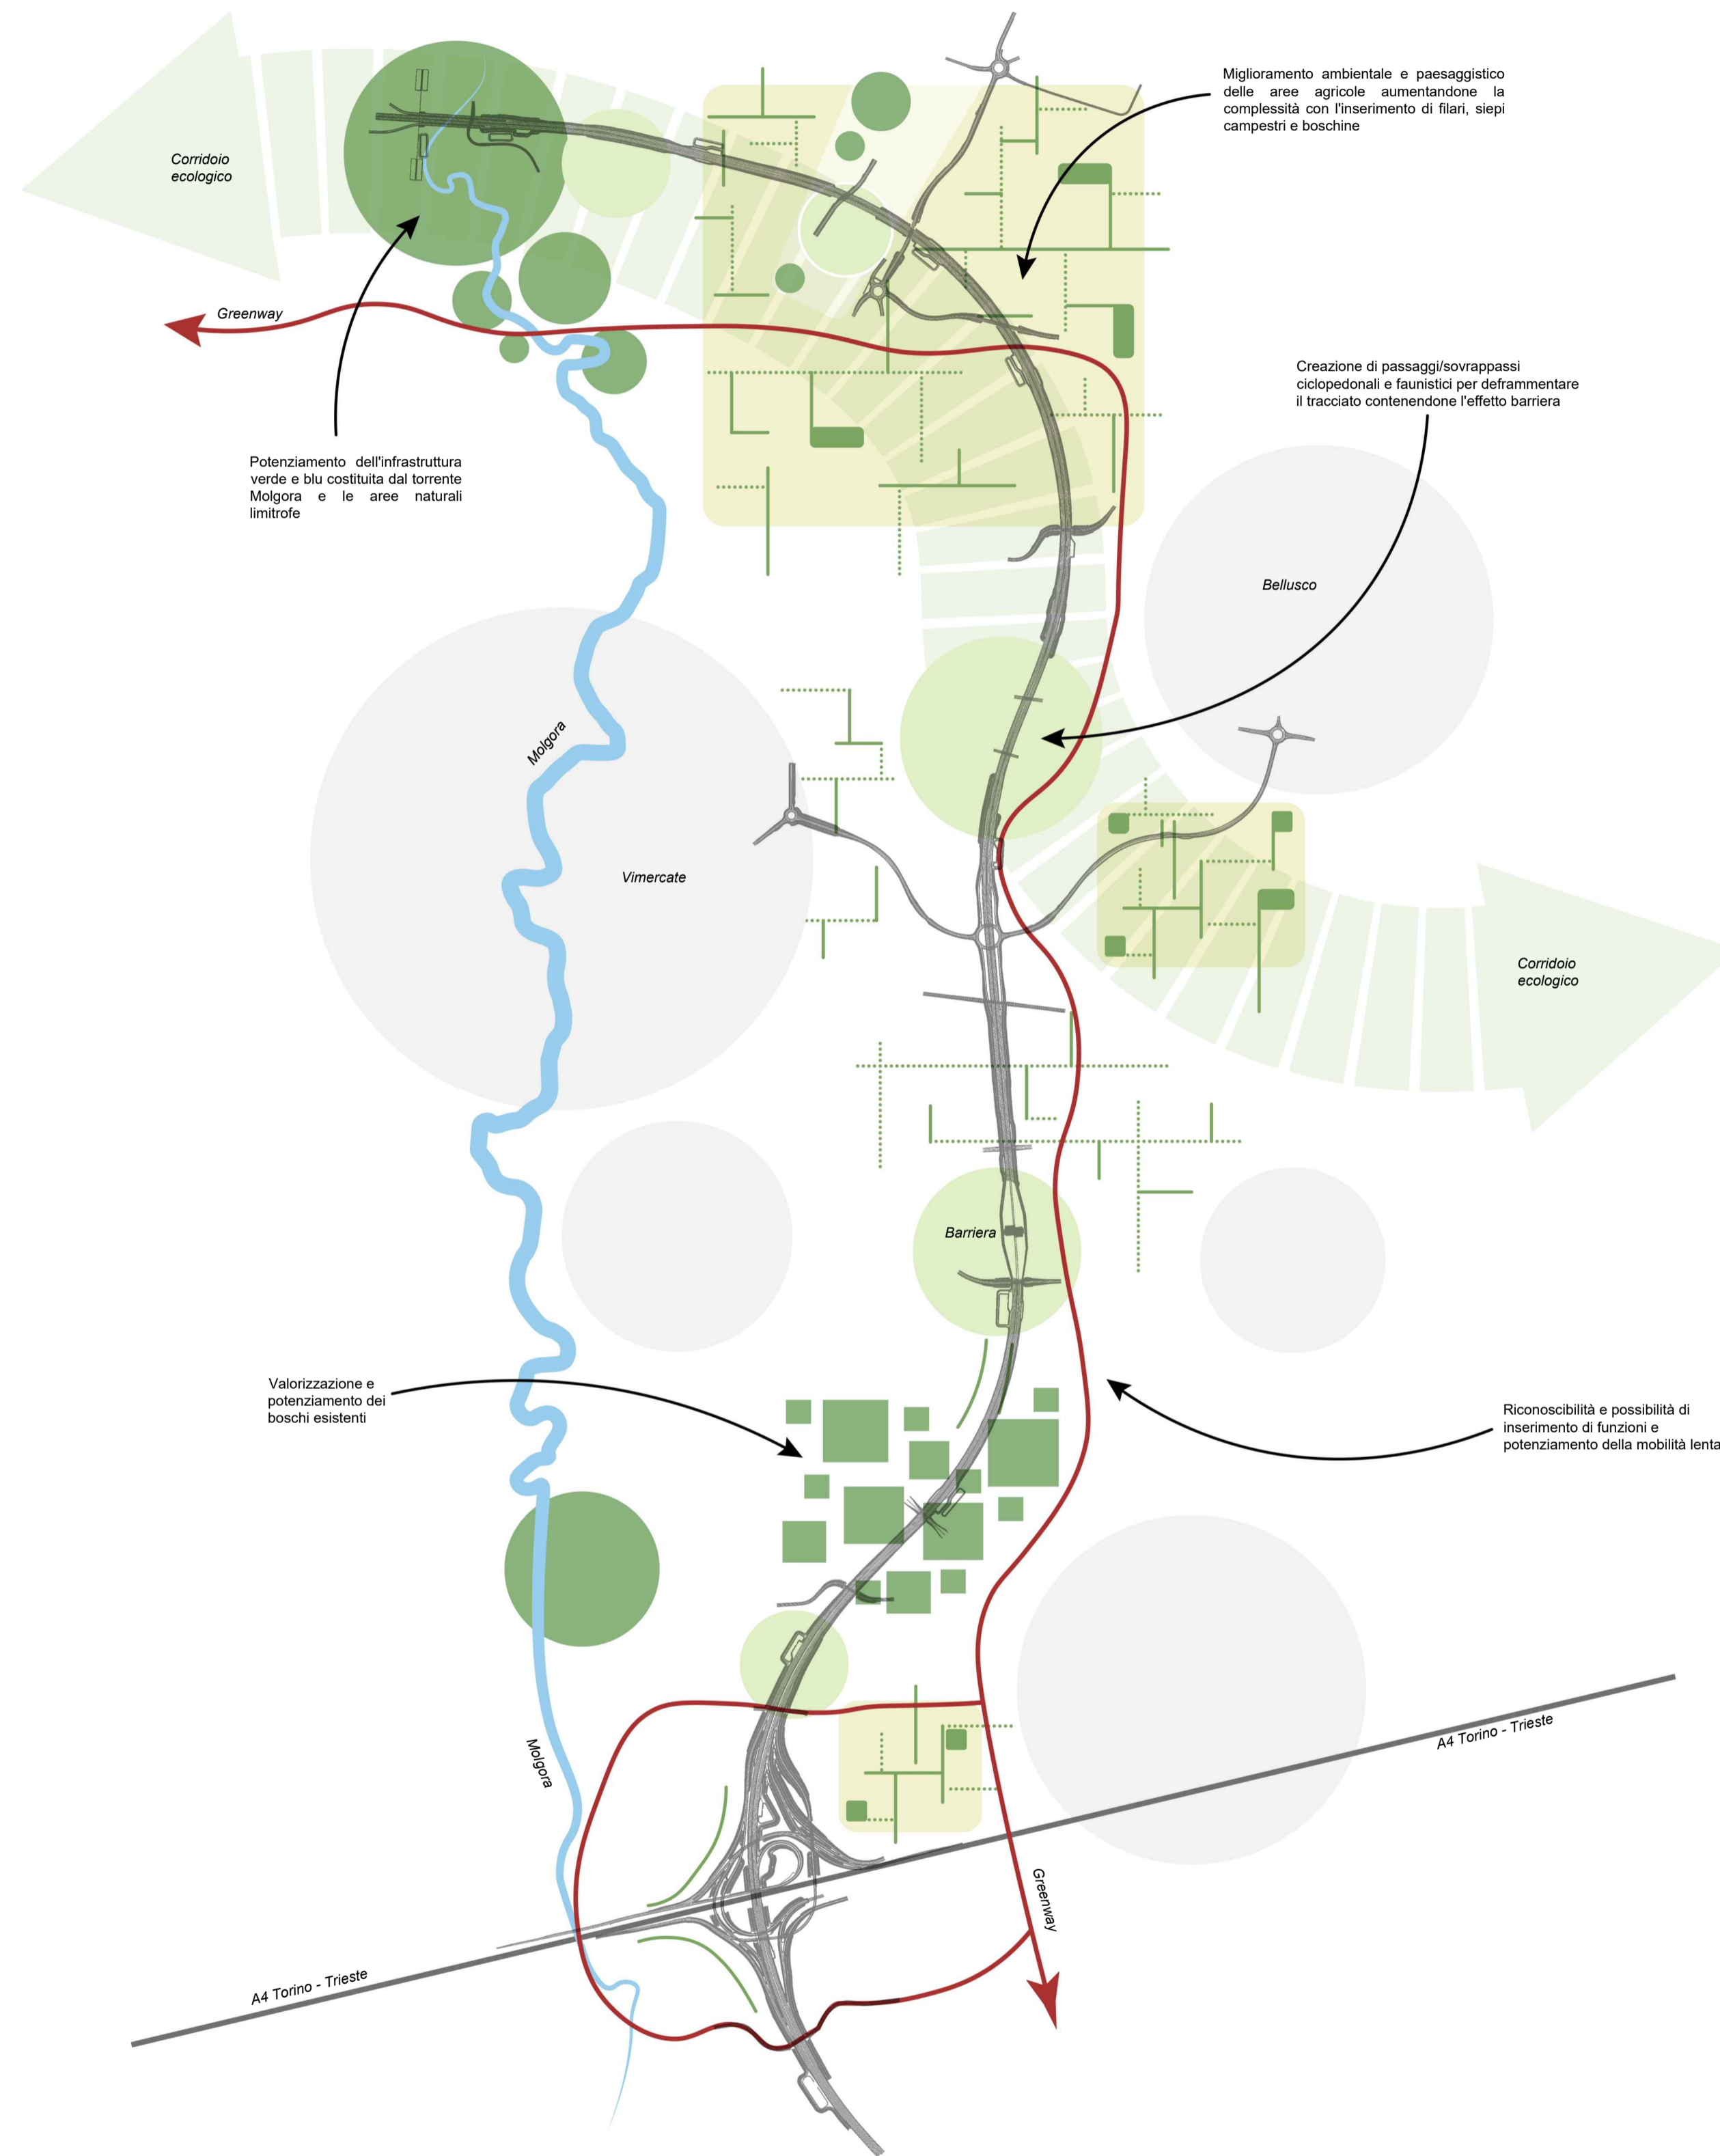 Miglioramento ambientale e paesaggistico
delle aree agricole aumentandone la
complessità con l'inserimento di filari, siepi
campestri e boschine
Corridoio
ecologico
Greenway
Creazione di passaggi/sovrappassi
ciclopedonali e faunistici per deframmentare
il tracciato contenendone l'effetto barriera
Potenziamento dell'infrastruttura
verde e blu costituita dal torrente
Molgora e le aree naturali
limitrofe
Bellusco
Molgora
Vimercate
Corridoio
ecologico
Barriera
Valorizzazione e
potenziamento dei
boschi esistenti
Riconoscibilità e possibilità di
inserimento di funzioni e
potenziamento della mobilità lenta
A4 Torino - Trieste
Molgora
Greenway
A4 Torino - Trieste